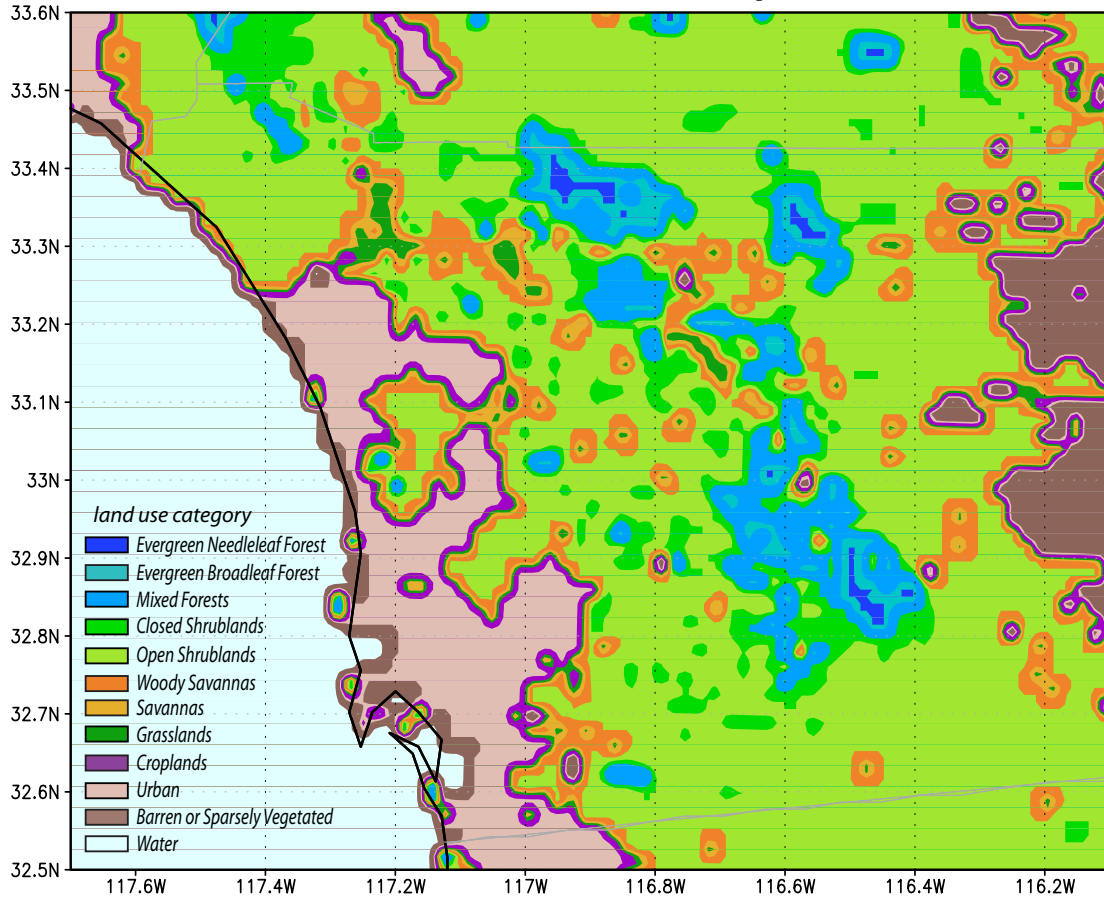 33.6N
33.5N
33.4N
33.3N
33.2N
33.1N
33N
32.9N
32.8N
32.7N
32.6N
32.5N
land use category
Evergreen Needleleaf Forest
Evergreen Broadleaf Forest
Mixed Forests
Closed Shrublands
Open Shrublands
Woody Savannas
Savannas
Grasslands
Croplands
Urban
Barren or Sparsely Vegetated
Water
117.6W 117.4W 117.2W 117W 116.8W 116.6W 116.4W 116.2W